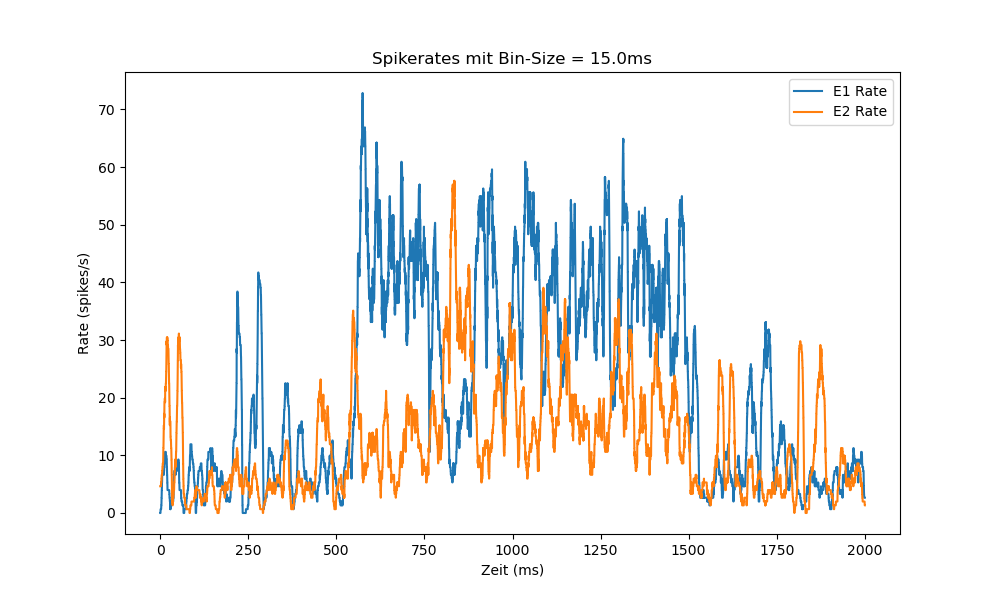 Spikerates mit Bin-Size = 15.0ms
E1 Rate
E2 Rate
70
60
50
40
30
20
10
0
Rate (spikes/s)
0 250 500 750 1000 1250 1500 1750 2000
Zeit (ms)